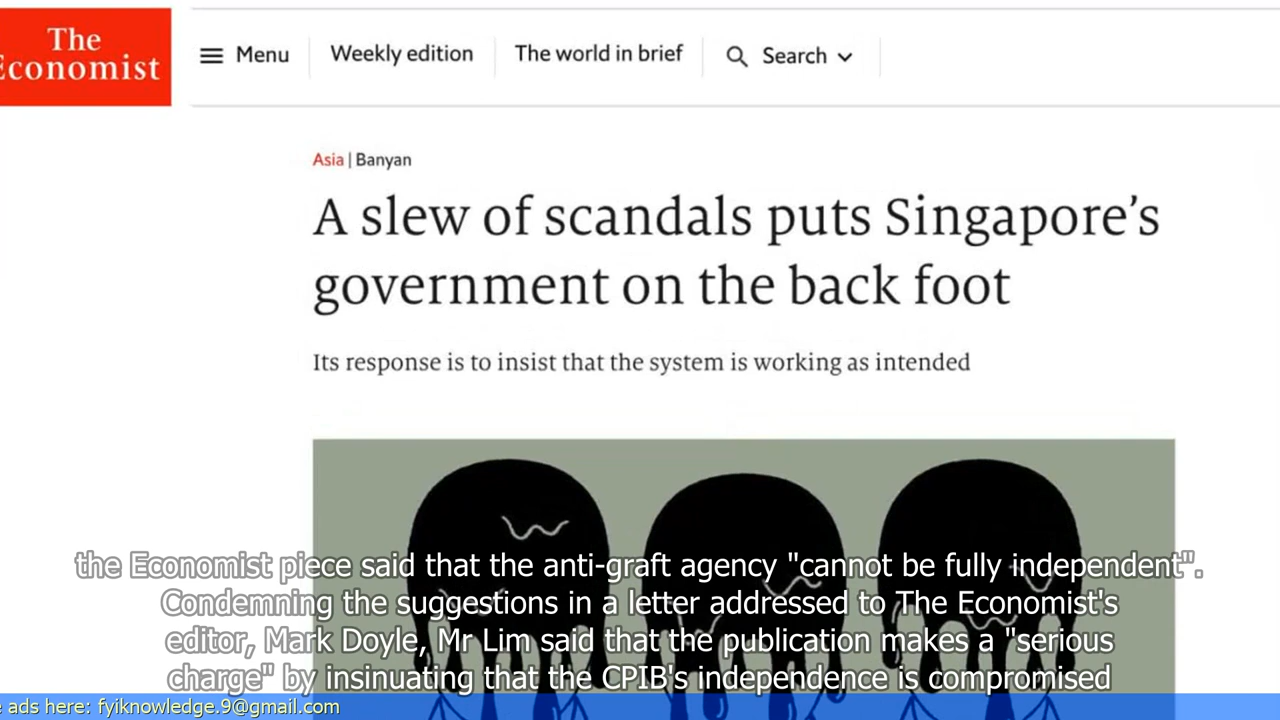 The
Economist
Menu
Weekly edition
The world in brief
Search
Asia | Banyan
A slew of scandals puts Singapore’s
government on the back foot
Its response is to insist that the system is working as intended
the Economist piece said that the anti-graft agency "cannot be fully independent".
Condemning the suggestions in a letter addressed to The Economist's
editor, Mark Doyle, Mr Lim said that the publication makes a "serious
charge" by insinuating that the CPIB's independence is compromised
ads here: fyiknowledge.9@gmail.com